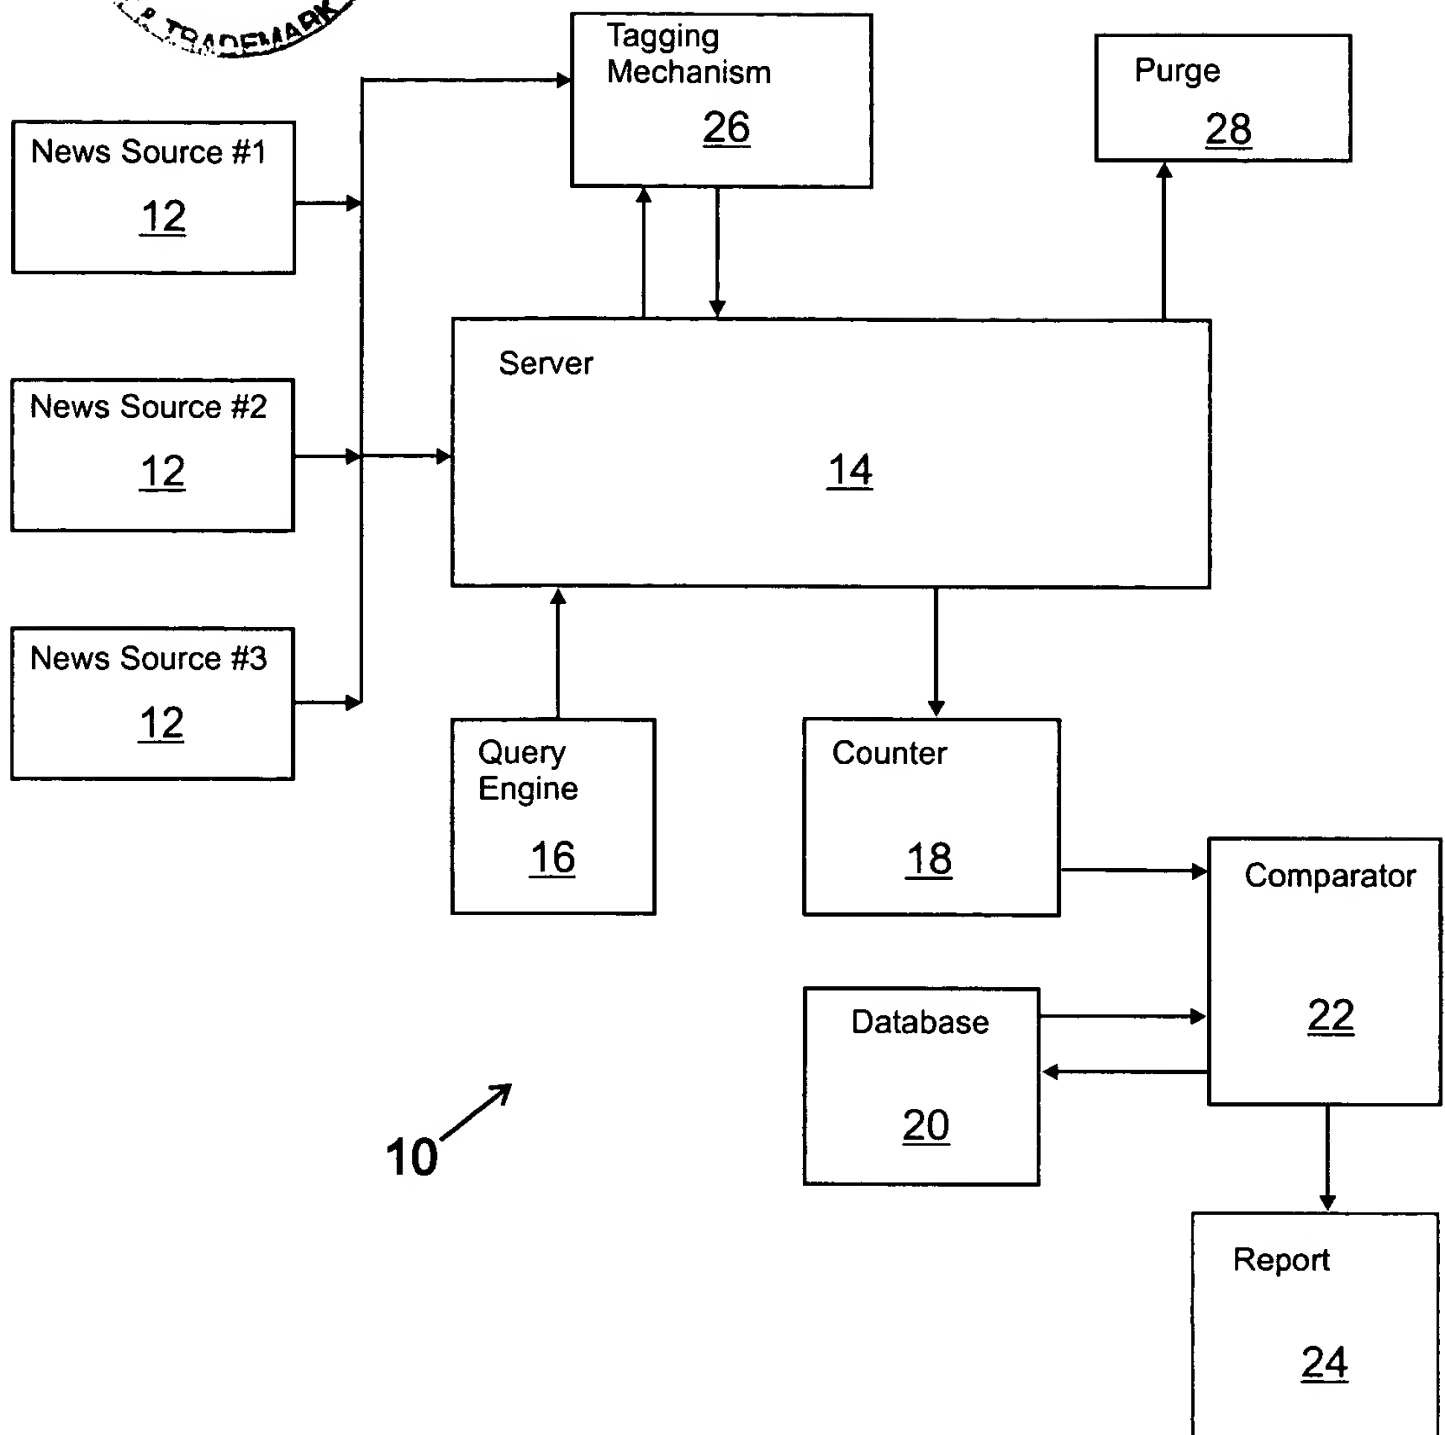 & TRADEMARK
Tagging
Mechanism
26
Purge
28
News Source #1
12
Server
14
News Source #2
12
News Source #3
12
Query
Engine
16
Counter
18
Comparator
22
Database
20
10
Report
24